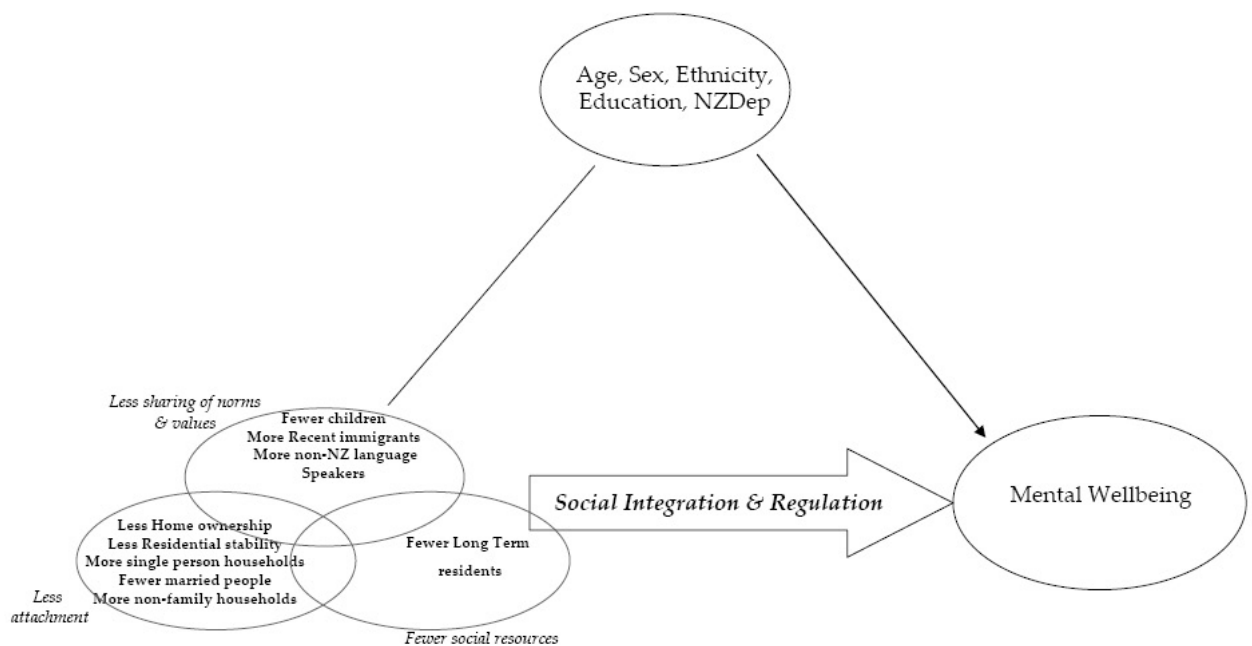 Age, Sex, Ethnicity,
Education, NZDep
Less sharing of norms
& values
Fewer children
More Recent immigrants
More non-NZ language
Speakers
Social Integration & Regulation
Mental Wellbeing
Less Home ownership
Less Residential stability
More single person households
Fewer married people
More non-family households
Fewer Long Term
residents
Less
attachment
Fewer social resources